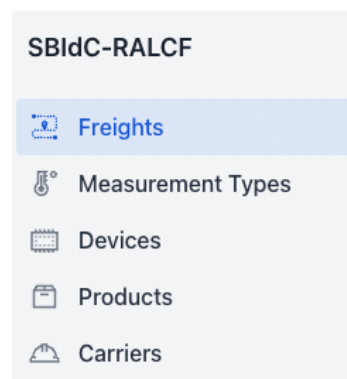 SBIdC-RALCF
Freights
Measurement Types
Devices
Products
Carriers